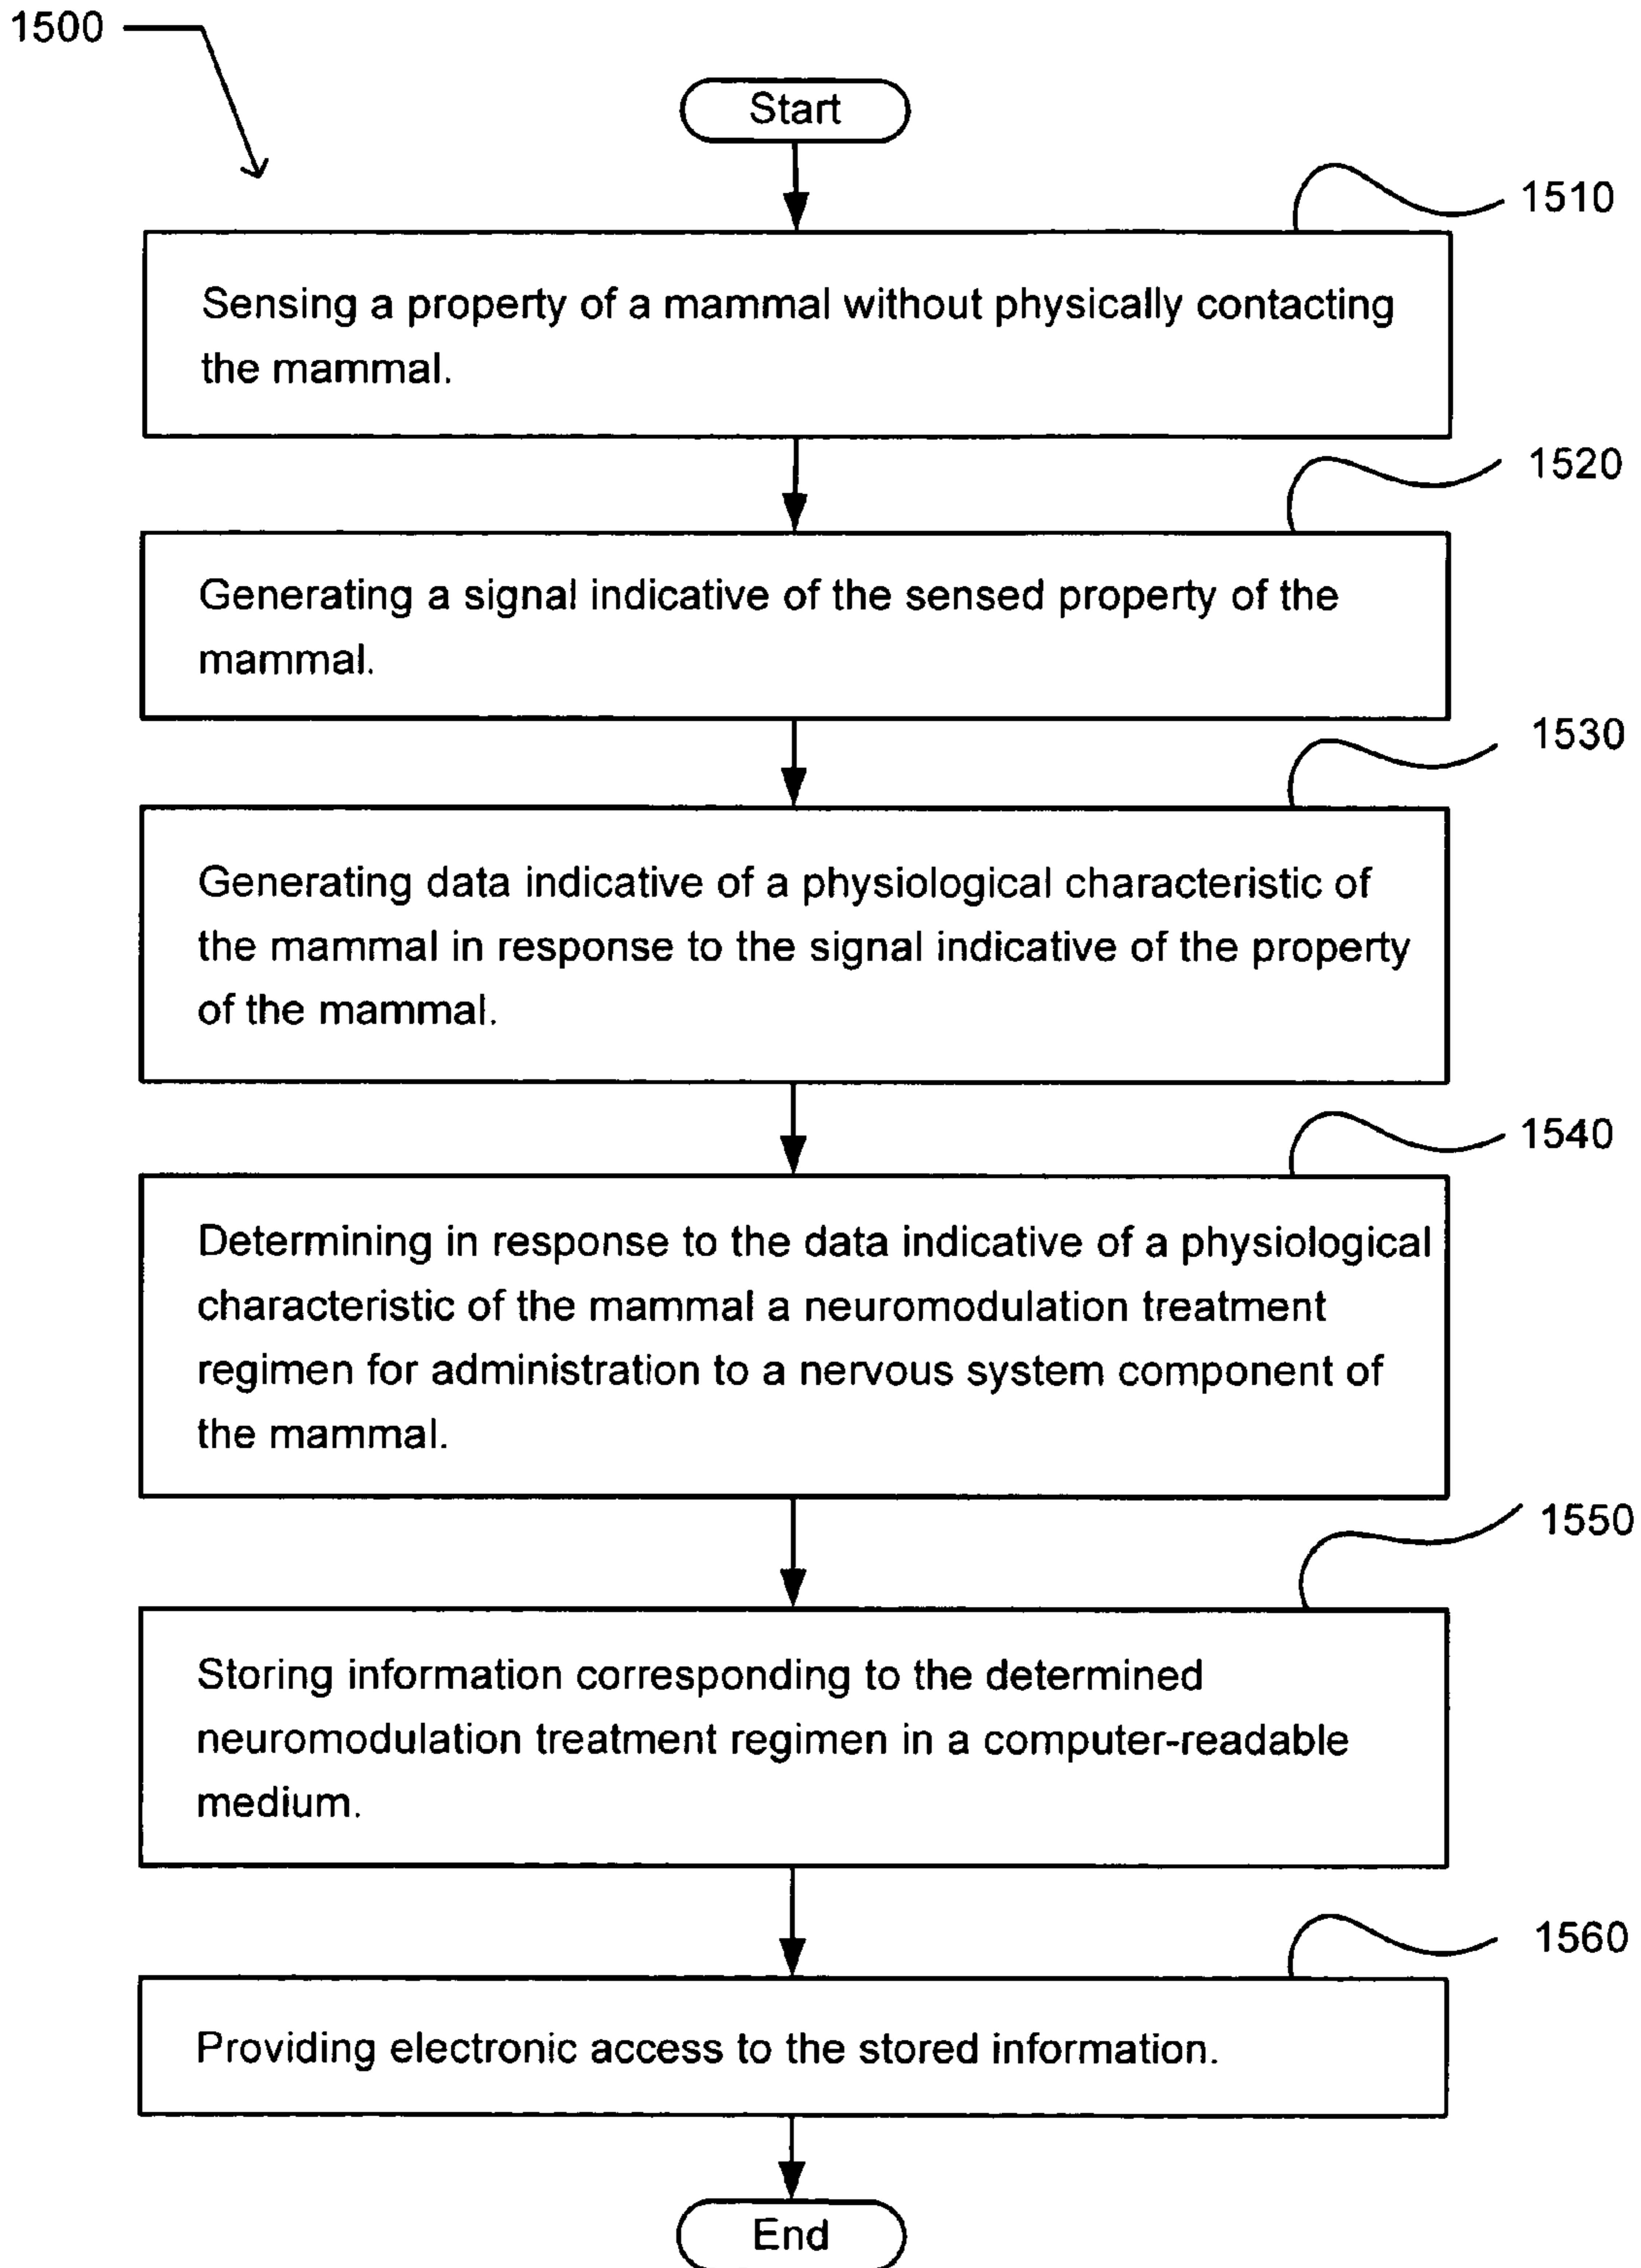 1500
Start
1510
Sensing a property of a mammal without physically contacting
the mammal.
1520
Generating a signal indicative of the sensed property of the
mammal.
1530
Generating data indicative of a physiological characteristic of
the mammal in response to the signal indicative of the property
of the mammal.
1540
Determining in response to the data indicative of a physiological
characteristic of the mammal a neuromodulation treatment
regimen for administration to a nervous system component of
the mammal.
1550
Storing information corresponding to the determined
neuromodulation treatment regimen in a computer-readable
medium.
1560
Providing electronic access to the stored information.
End